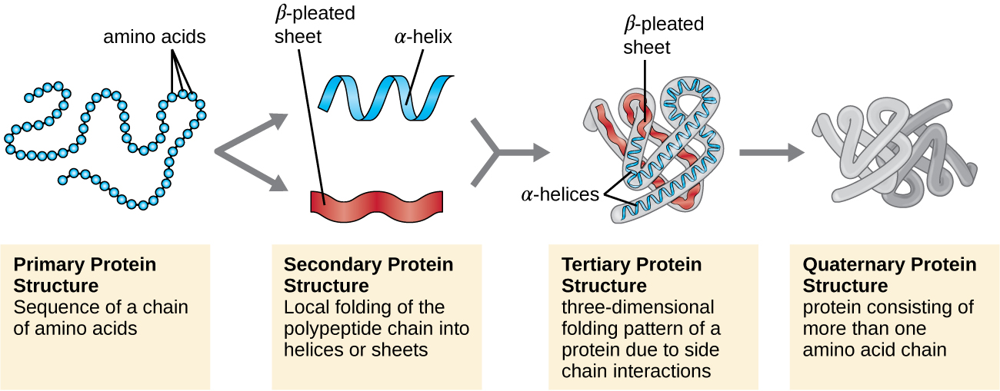 amino acids
β-pleated
sheet
α-helix
β-pleated
sheet
α-helices
Primary Protein
Structure
Sequence of a chain
of amino acids
Secondary Protein
Structure
Local folding of the
polypeptide chain into
helices or sheets
Tertiary Protein
Structure
three-dimensional
folding pattern of a
protein due to side
chain interactions
Quaternary Protein
Structure
protein consisting of
more than one
amino acid chain